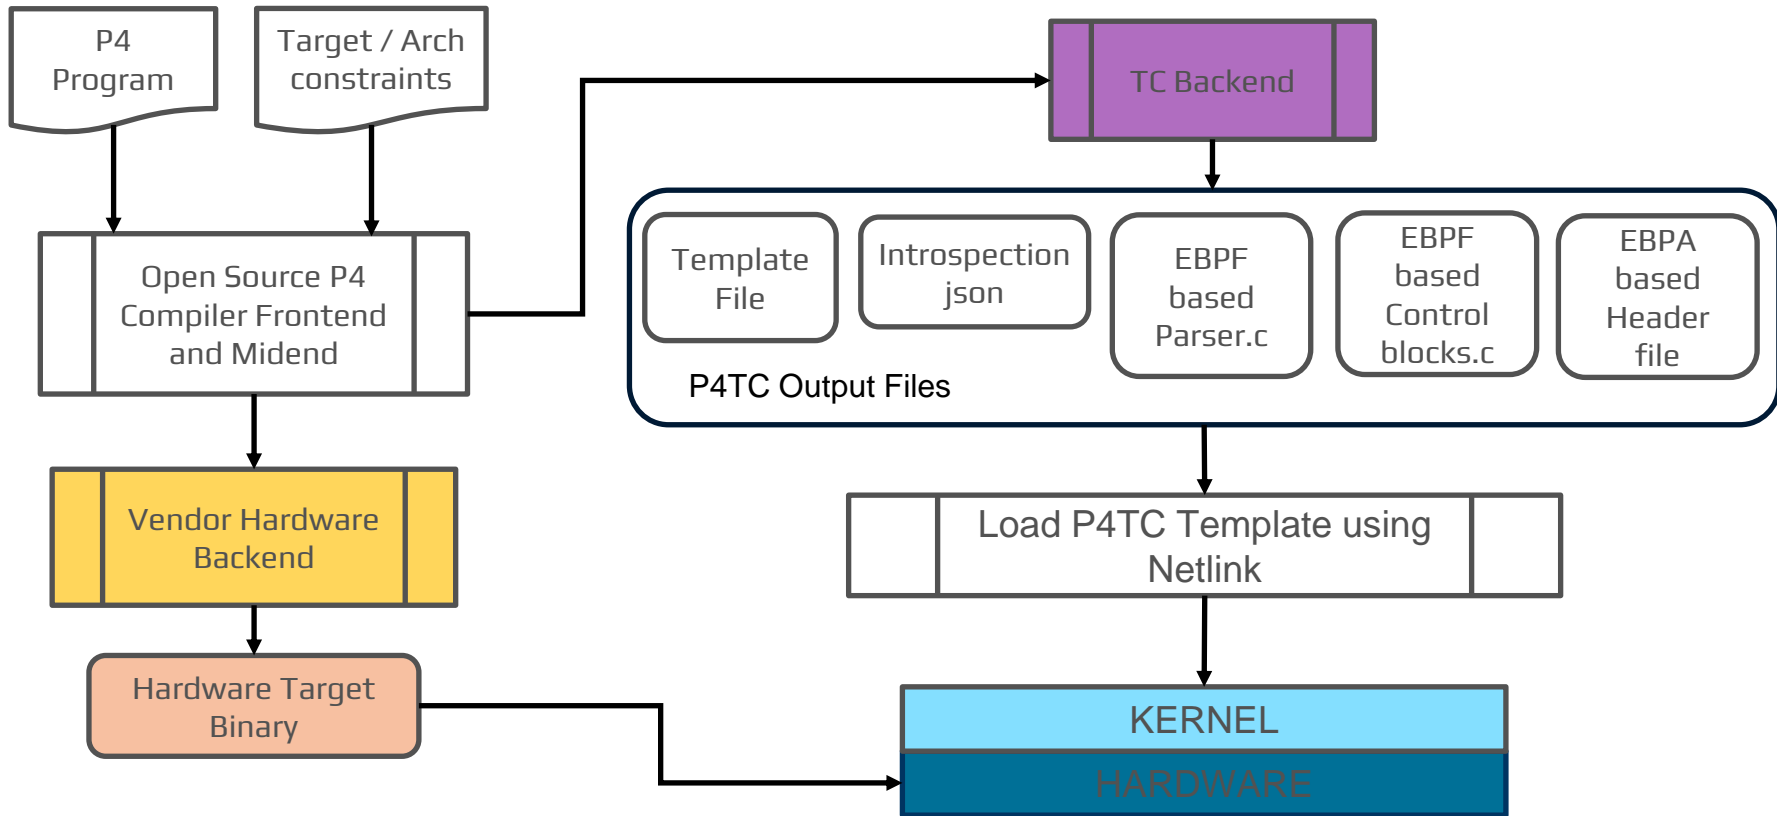 P4
Program
Target / Arch
constraints
TC Backend
Open Source P4
Compiler Frontend
and Midend
Template
File
Introspection
json
EBPF
based
Parser.c
EBPF
based
Control
blocks.c
EBPA
based
Header
file
P4TC Output Files
Vendor Hardware
Backend
Load P4TC Template using
Netlink
Hardware Target
Binary
KERNEL
HARDWARE